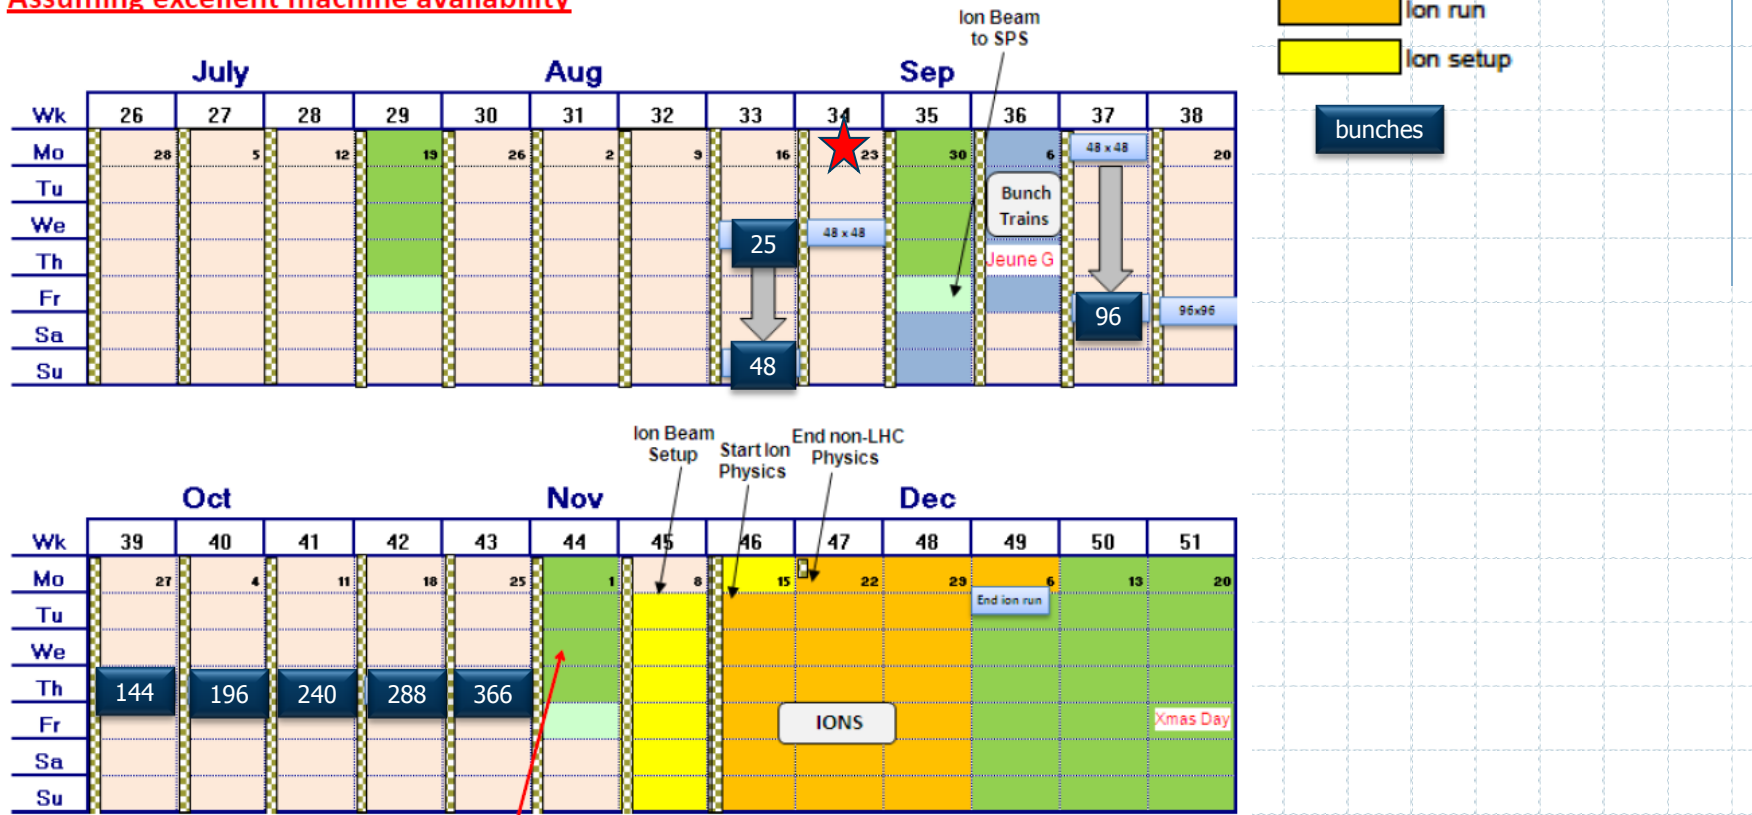 Assuming excellent machine availability
Ion run
Ion setup
bunches
Ion Beam
to SPS
July Aug Sep
Wk 26 27 28 29 30 31 32 33 34 35 36 37 38
Mo 28 5 12 19 26 2 9 16 23 30 6 48 x 48 20
Tu
Bunch
We 25 48 x 48 Trains
Th Jeune G
Fr 96 96x96
Sa
Su 48
Ion Beam
Setup
Start Ion
Physics
End non-LHC
Physics
Oct Nov Dec
Wk 39 40 41 42 43 44 45 46 47 48 49 50 51
Mo 27 4 11 18 25 1 8 15 22 29 6 13 20
Tu End ion run
We
Th 144 196 240 288 366
Fr IONS Xmas Day
Sa
Su